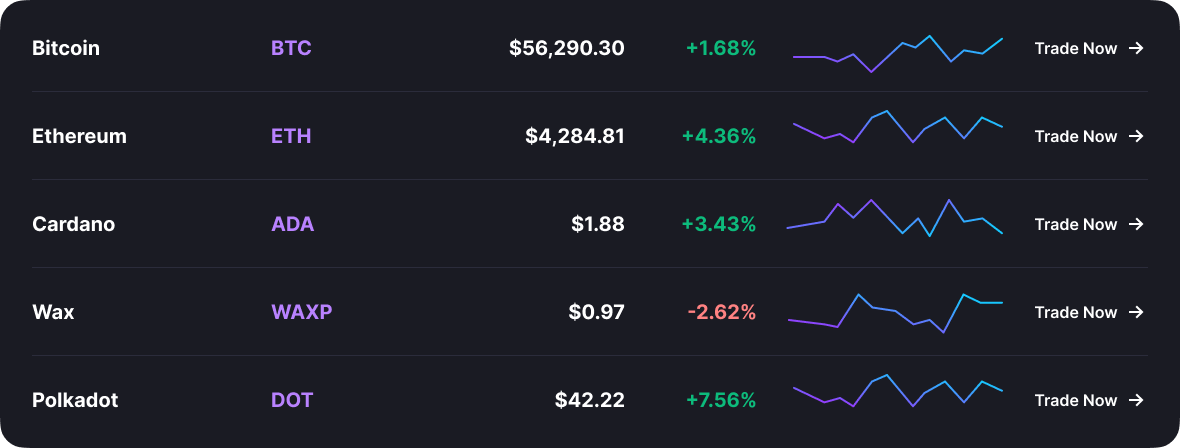 Bitcoin BTC $56,290.30 +1.68% Trade Now →
Ethereum ETH $4,284.81 +4.36% Trade Now →
Cardano ADA $1.88 +3.43% Trade Now →
Wax WAXP $0.97 -2.62% Trade Now →
Polkadot DOT $42.22 +7.56% Trade Now →